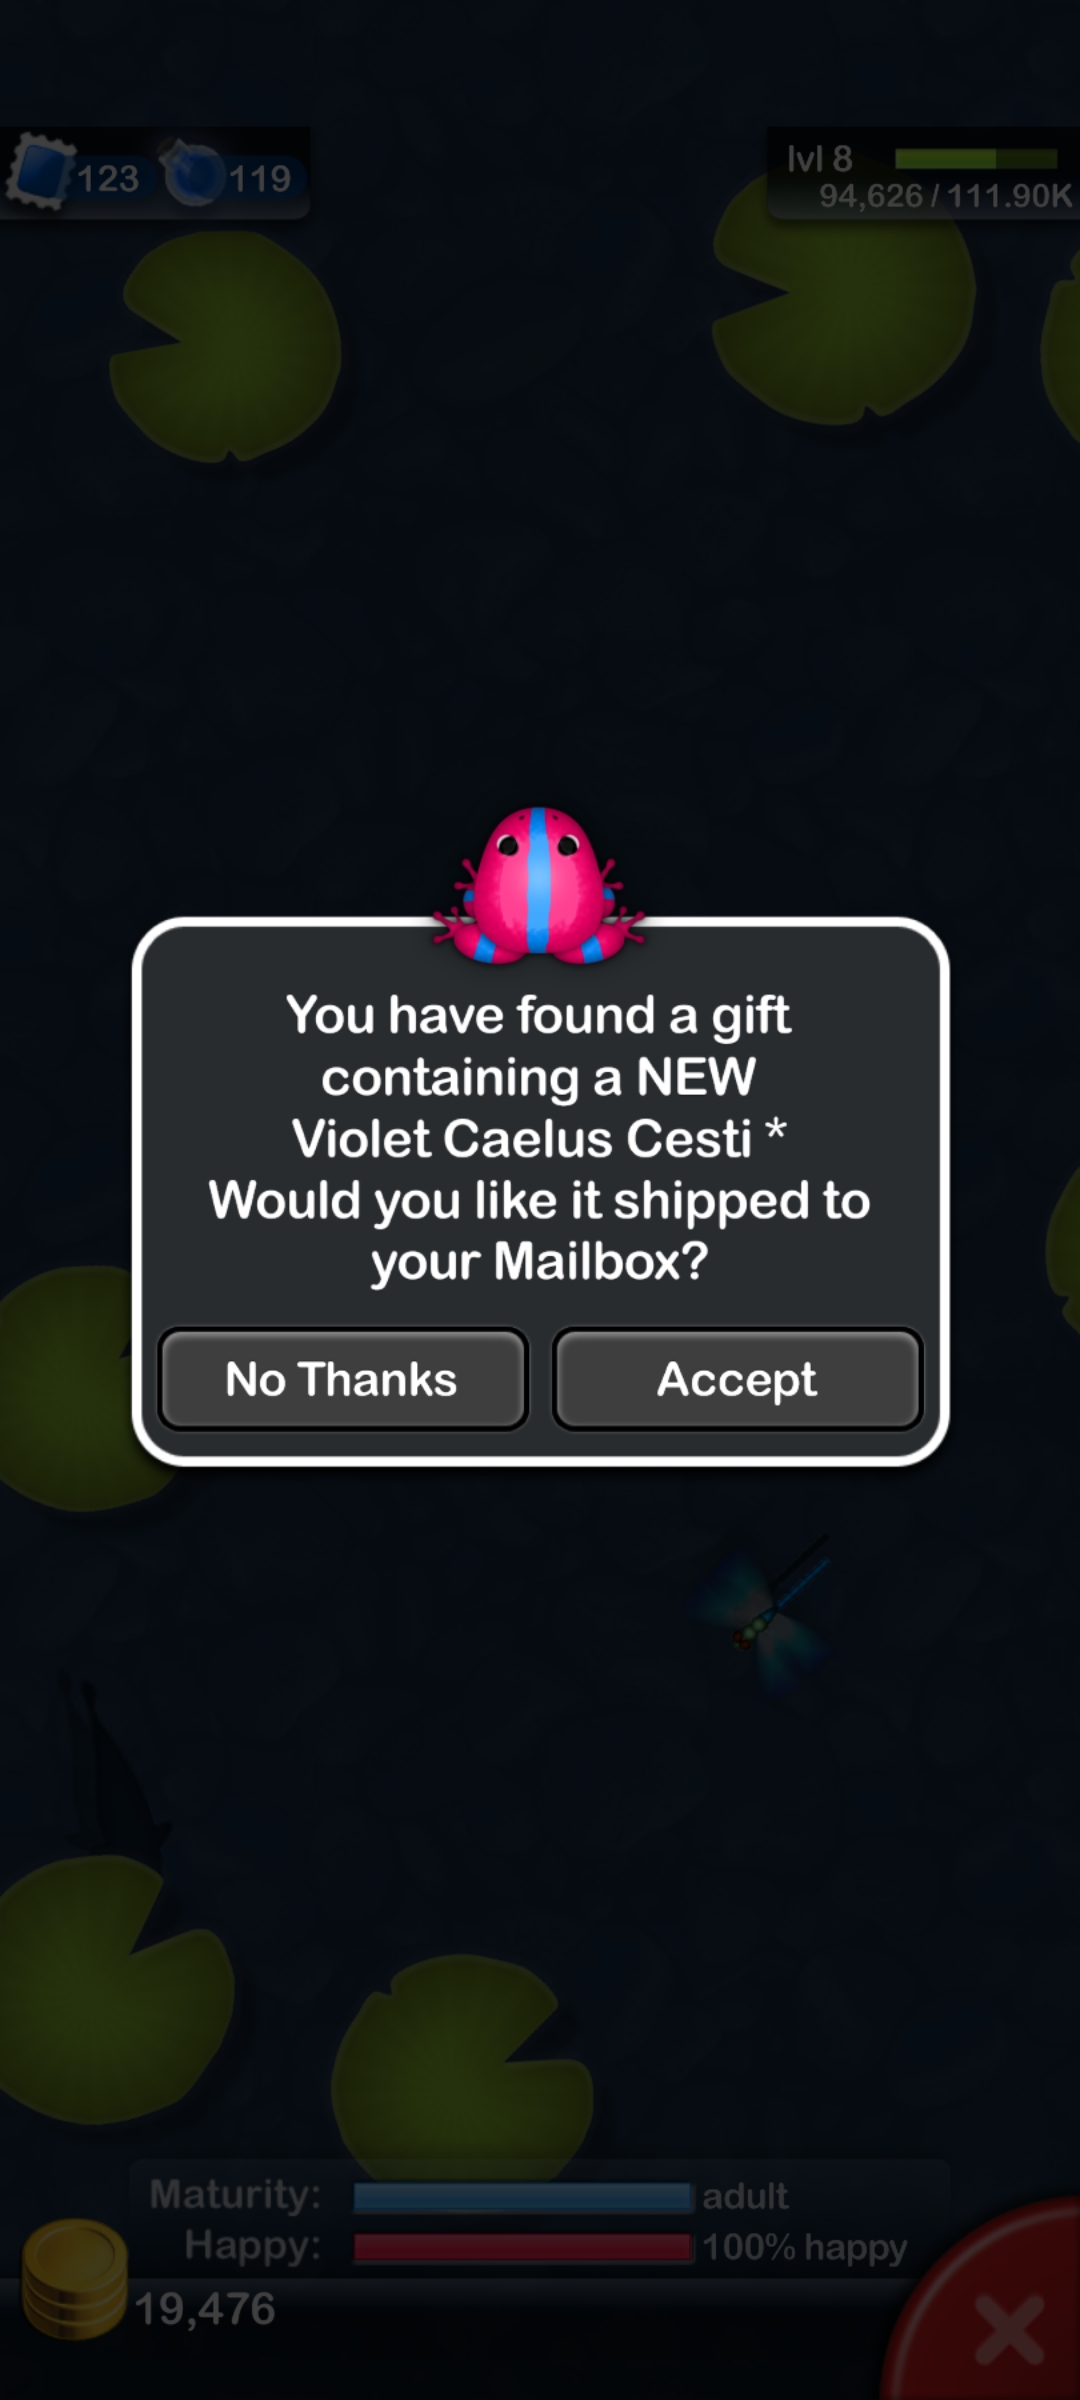 123
119
lvl 8
94,626 / 111.90K
You have found a gift
containing a NEW
Violet Caelus Cesti *
Would you like it shipped to
your Mailbox?
No Thanks
Accept
Maturity:
adult
Happy:
100% happy
19,476